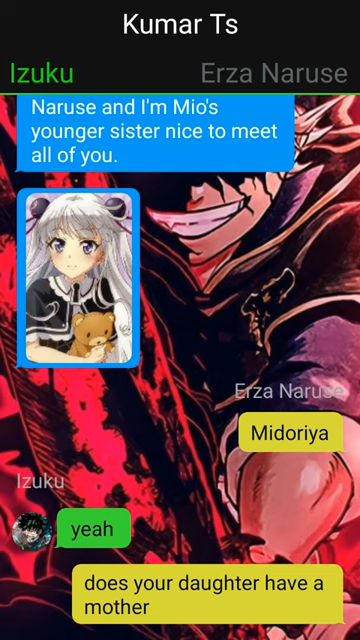 Kumar Ts
Izuku Erza Naruse
Naruse and I'm Mio's
younger sister nice to meet
all of you.
Erza Naruse
Midoriya
Izuku
yeah
does your daughter have a
mother